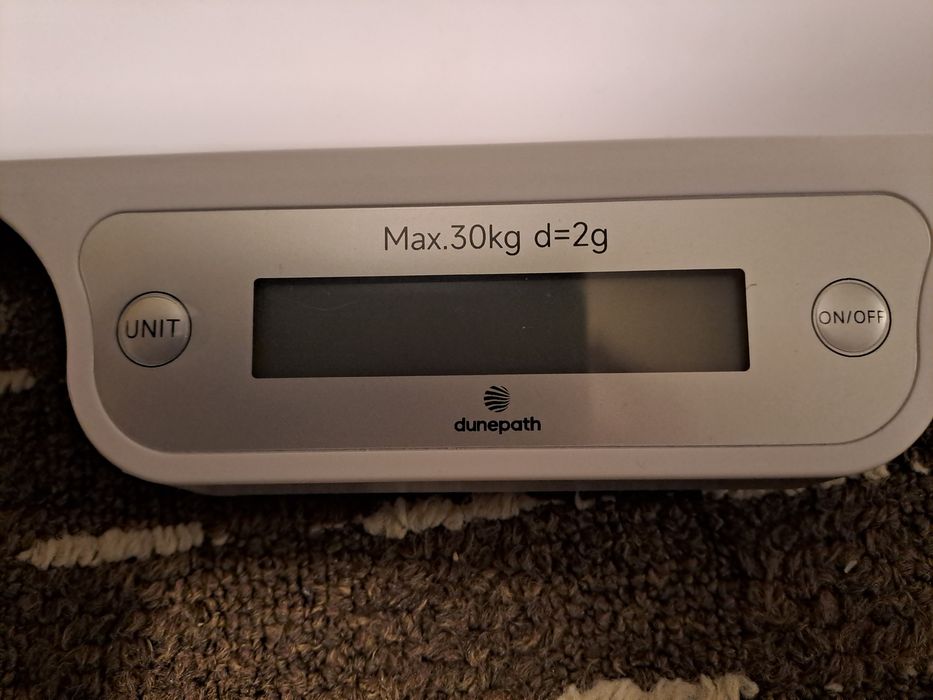 Max.30kg d=2g
UNIT
ON/OFF
dunepath